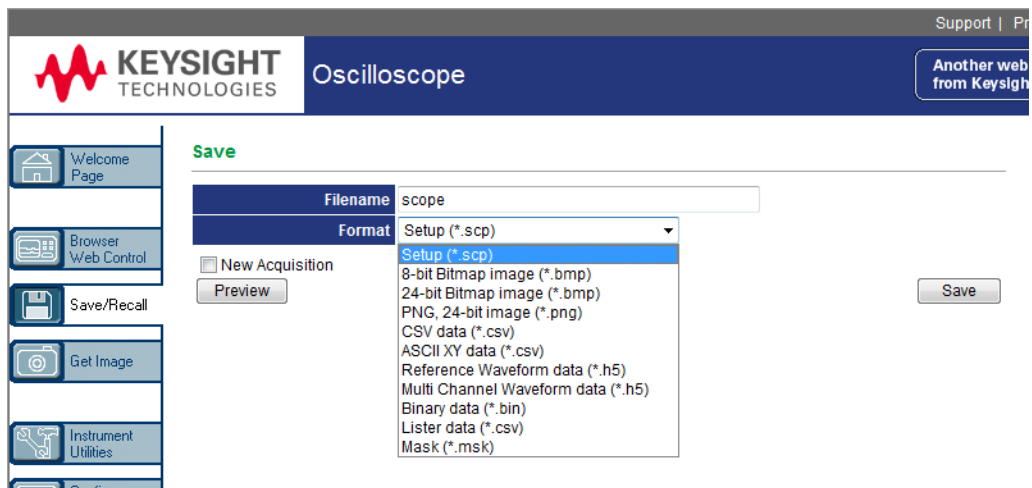 Support | Pr
KEYSIGHT
TECHNOLOGIES
Oscilloscope
Another web
from Keysigh
Welcome
Page
Browser
Web Control
Save/Recall
Get Image
Instrument
Utilities
Save
Filename scope
Format Setup (*.scp)
Setup (*.scp)
8-bit Bitmap image (*.bmp)
24-bit Bitmap image (*.bmp)
PNG, 24-bit image (*.png)
CSV data (*.csv)
ASCII XY data (*.csv)
Reference Waveform data (*.h5)
Multi Channel Waveform data (*.h5)
Binary data (*.bin)
Lister data (*.csv)
Mask (*.msk)
New Acquisition
Preview
Save